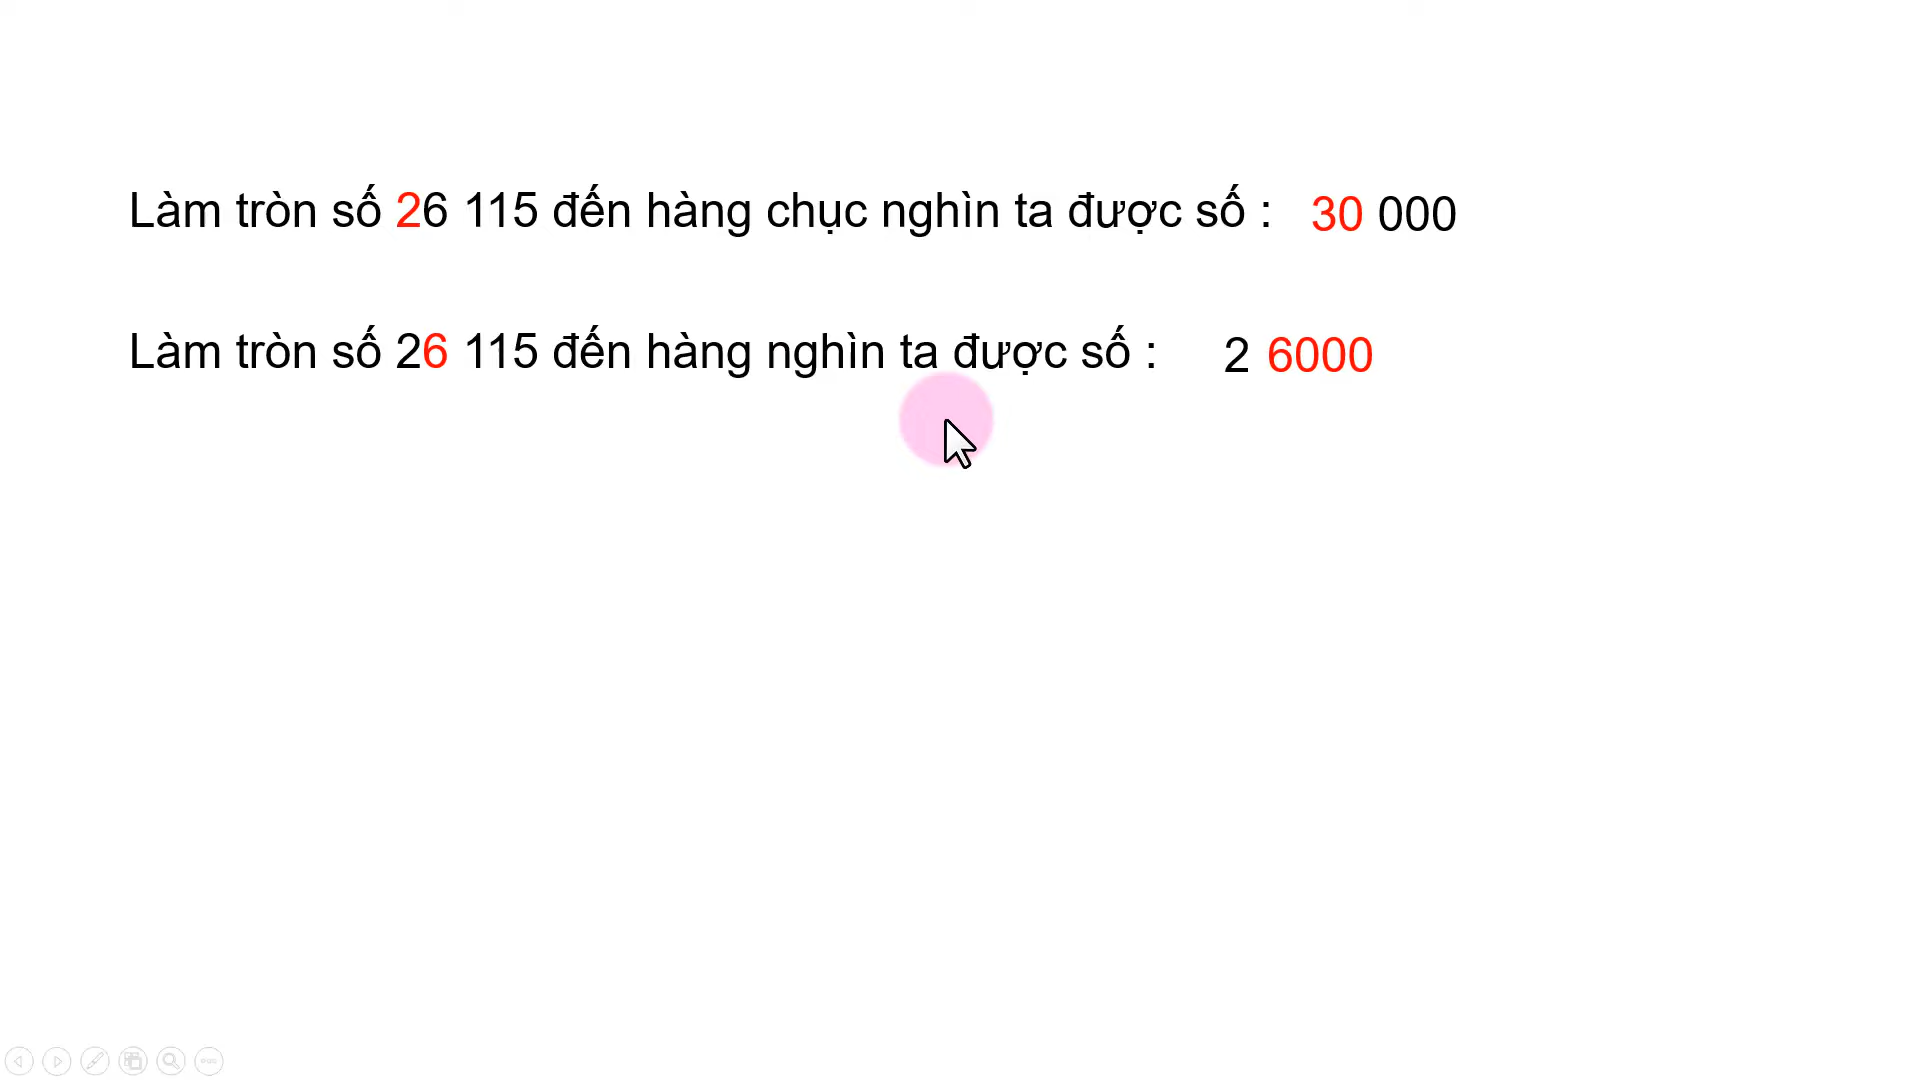 Làm tròn số 26 115 đến hàng chục nghìn ta được số : 30 000
Làm tròn số 26 115 đến hàng nghìn ta được số : 2 6000